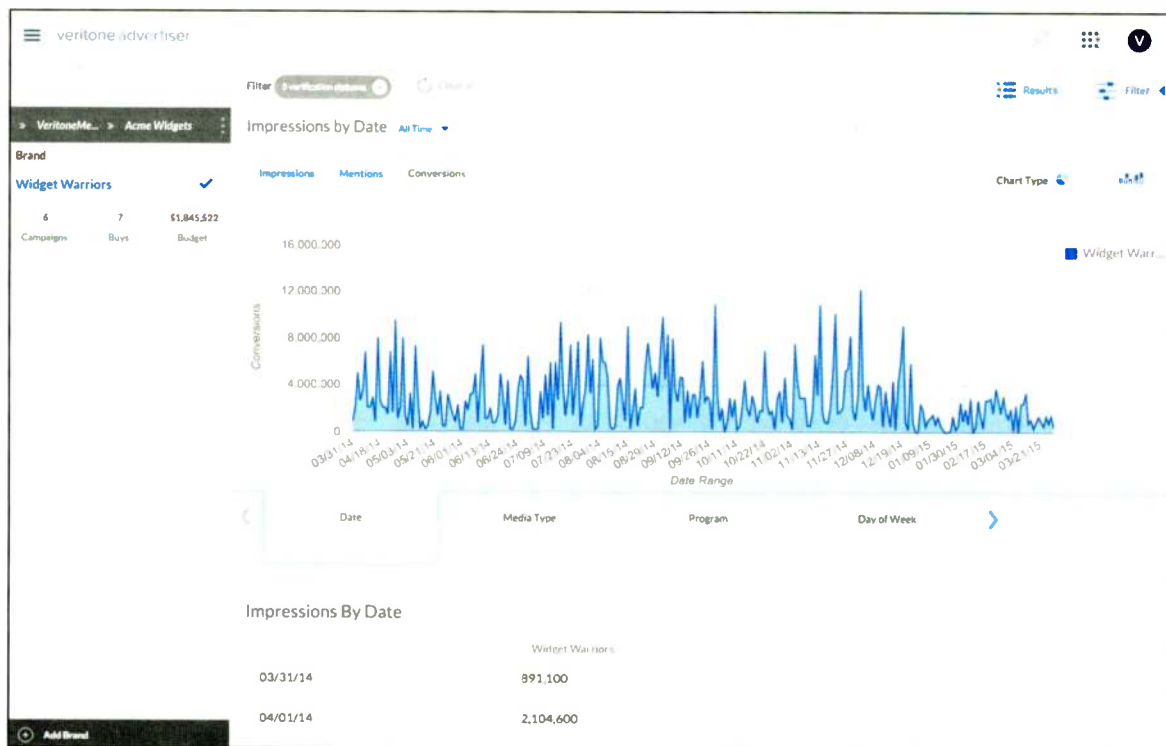 veritone advertiser
V
Filter
Results
Filter
» VeritoneMe... » Acme Widgets
Impressions by Date All Time
Brand
Widget Warriors
Impressions Mentions Conversions
Chart Type
6 7 $1,845,522
Campaigns Buys Budget
16,000,000
12,000,000
8,000,000
4,000,000
0
Conversions
Widget Warr...
03/31/14 04/18/14 05/03/14 05/21/14 06/01/14 06/13/14 06/24/14 07/09/14 07/23/14 08/04/14 08/15/14 08/29/14 09/12/14 09/26/14 10/11/14 10/22/14 11/02/14 11/13/14 11/27/14 12/08/14 12/19/14 01/09/15 01/30/15 02/17/15 03/04/15 03/21/15
Date Range
Date Media Type Program Day of Week
Impressions By Date
Widget Warriors
03/31/14 891,100
04/01/14 2,104,600
Add Brand